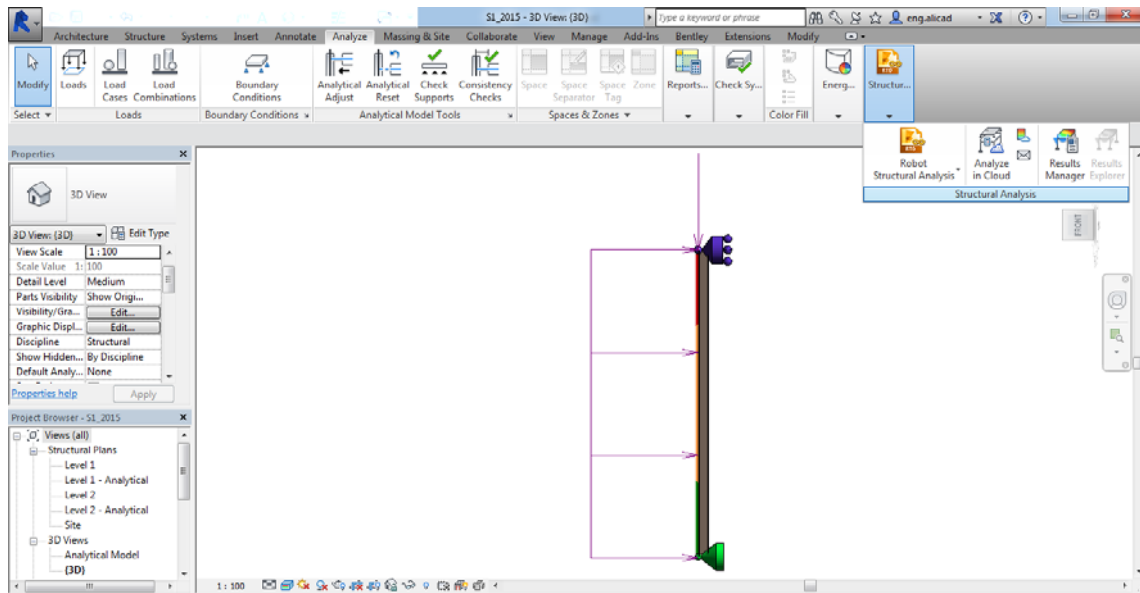 S1_2015 - 3D View: {3D}
Type a keyword or phrase
eng.alicad
Architecture Structure Systems Insert Annotate Analyze Massing & Site Collaborate View Manage Add-Ins Bentley Extensions Modify
Modify Loads Load Cases Load Combinations Boundary Conditions Analytical Adjust Analytical Reset Check Supports Consistency Checks Space Space Separator Space Tag Zone Reports... Check Sy... Energ... Structur...
Select Loads Boundary Conditions Analytical Model Tools Spaces & Zones Color Fill
Robot Structural Analysis Analyze in Cloud Results Manager Results Explorer
Structural Analysis
Properties
3D View
3D View: {3D} Edit Type
View Scale 1 : 100
Scale Value 1: 100
Detail Level Medium
Parts Visibility Show Origi...
Visibility/Gra... Edit...
Graphic Displ... Edit...
Discipline Structural
Show Hidden... By Discipline
Default Analy... None
Properties help Apply
Project Browser - S1_2015
Views (all)
Structural Plans
Level 1
Level 1 - Analytical
Level 2
Level 2 - Analytical
Site
3D Views
Analytical Model
{3D}
FRONT
1 : 100